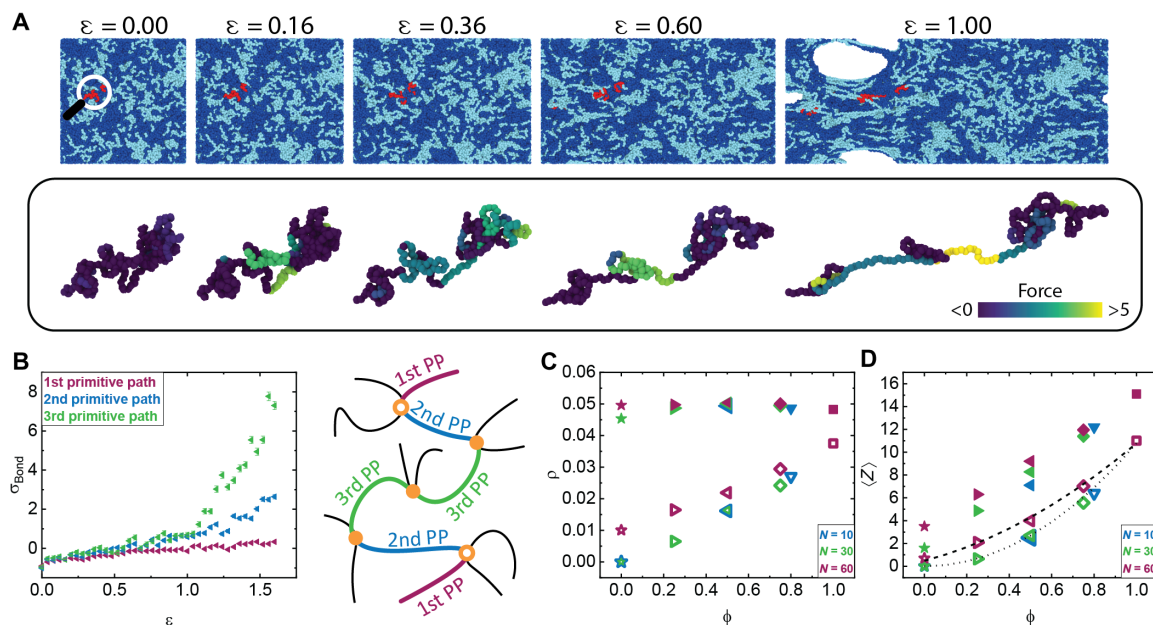 A
ε = 0.00
ε = 0.16
ε = 0.36
ε = 0.60
ε = 1.00
Force
<0
>5
B
1st primitive path
2nd primitive path
3rd primitive path
8
6
4
2
0
σBond
0.0
0.5
1.0
1.5
ε
1st PP
2nd PP
3rd PP
3rd PP
2nd PP
1st PP
C
0.06
0.05
0.04
0.03
0.02
0.01
0.00
ρ
0.0
0.2
0.4
0.6
0.8
1.0
ϕ
N = 10
N = 30
N = 60
D
18
16
14
12
10
8
6
4
2
0
⟨Z⟩
0.0
0.2
0.4
0.6
0.8
1.0
ϕ
N = 10
N = 30
N = 60